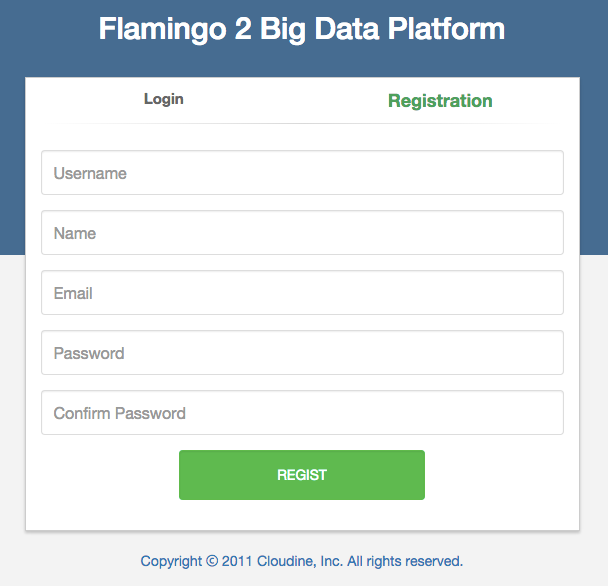 Flamingo 2 Big Data Platform
Login Registration
Username
Name
Email
Password
Confirm Password
REGIST
Copyright © 2011 Cloudine, Inc. All rights reserved.